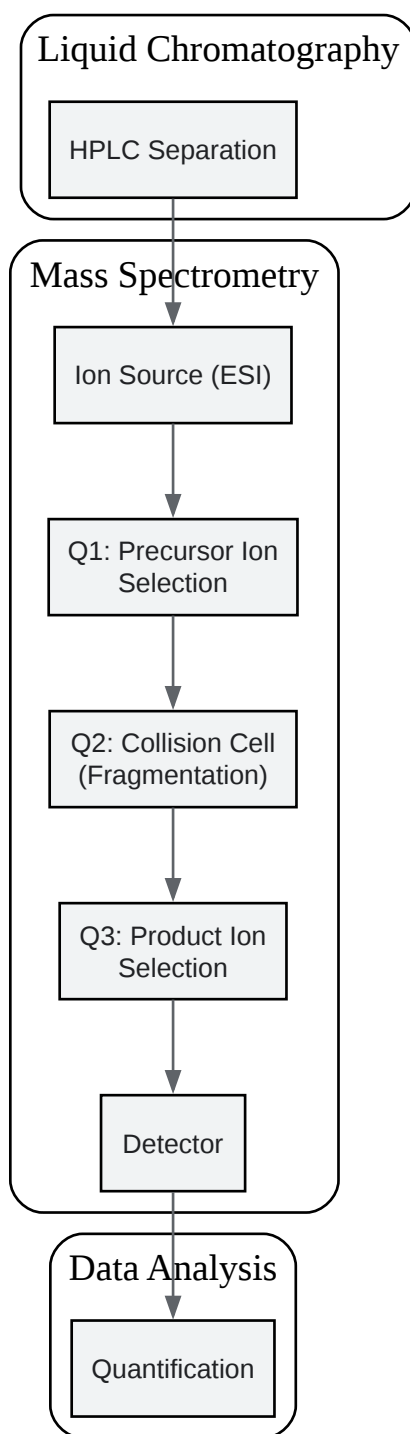 Liquid Chromatography
HPLC Separation
Mass Spectrometry
Ion Source (ESI)
Q1: Precursor Ion
Selection
Q2: Collision Cell
(Fragmentation)
Q3: Product Ion
Selection
Detector
Data Analysis
Quantification